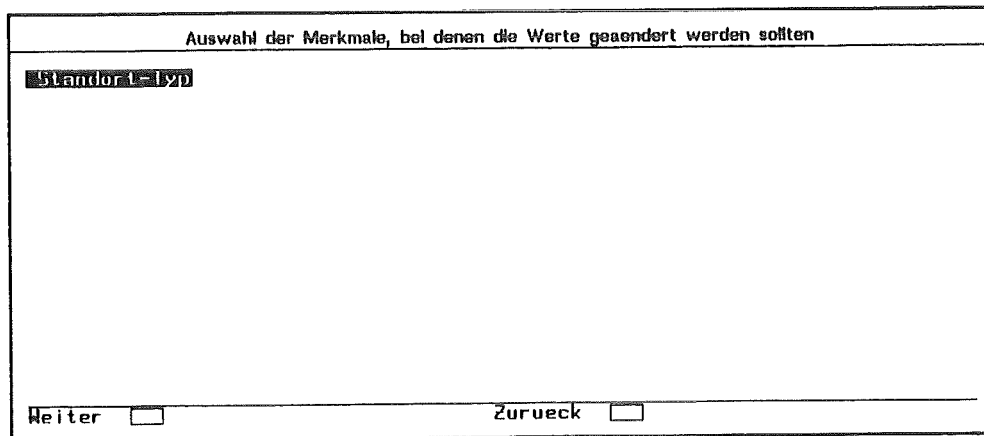 Auswahl der Merkmale, bei denen die Werte geaendert werden sollten
Standort-Typ
Weiter
Zurueck